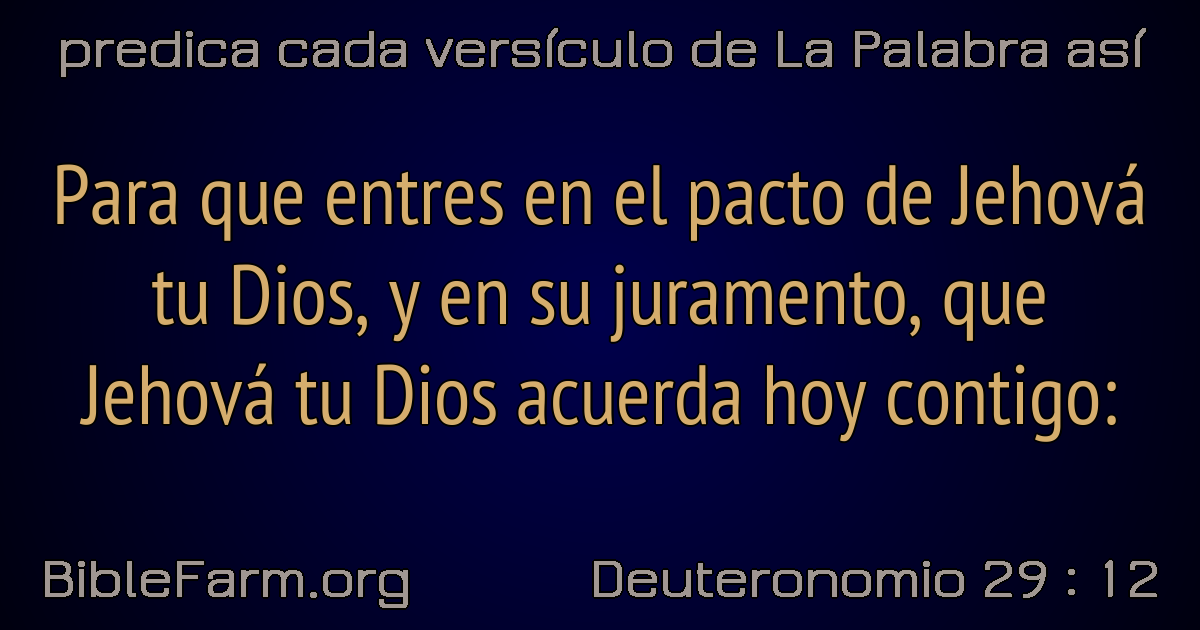 predica cada versículo de La Palabra así
Para que entres en el pacto de Jehová
tu Dios, y en su juramento, que
Jehová tu Dios acuerda hoy contigo:
BibleFarm.org
Deuteronomio 29 : 12